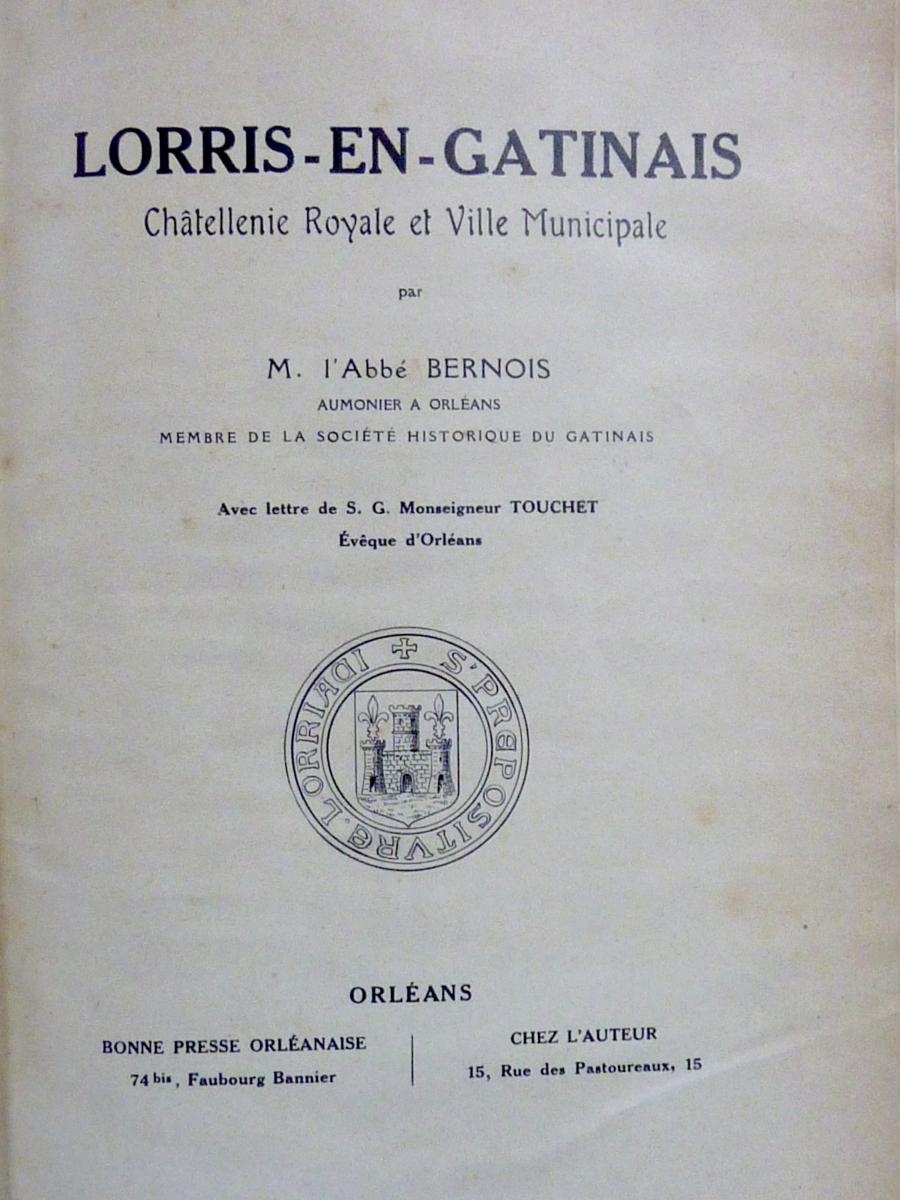 LORRIS-EN-GATINAIS
Châtellenie Royale et Ville Municipale
par
M. l'Abbé BERNOIS
AUMONIER A ORLÉANS
MEMBRE DE LA SOCIÉTÉ HISTORIQUE DU GATINAIS
Avec lettre de S. G. Monseigneur TOUCHET
Évêque d'Orléans
✠ S' PREPOSITVRE. LORRIACI
ORLÉANS
BONNE PRESSE ORLÉANAISE
74 bis, Faubourg Bannier
CHEZ L'AUTEUR
15, Rue des Pastoureaux, 15